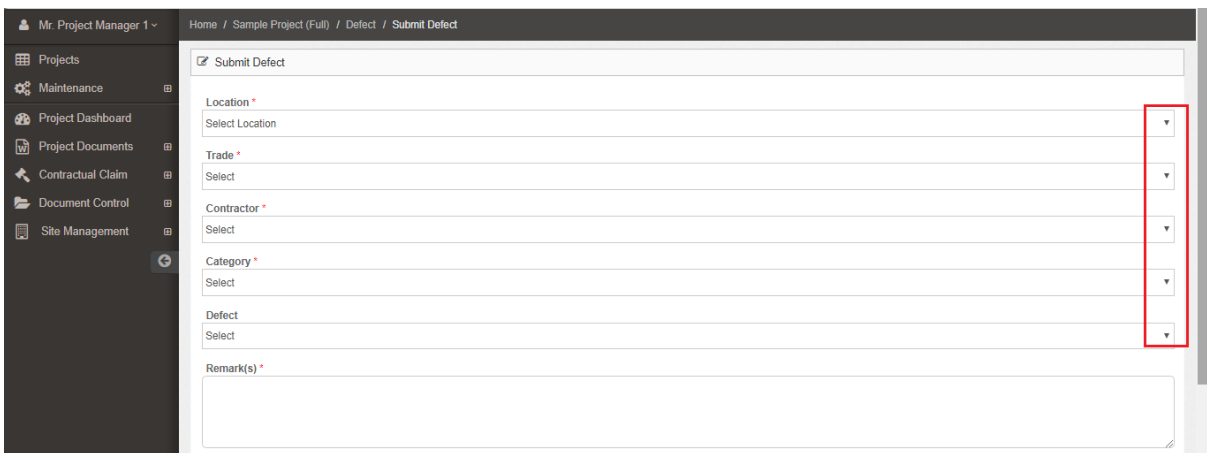 Mr. Project Manager 1
Home / Sample Project (Full) / Defect / Submit Defect
Projects
Maintenance
Project Dashboard
Project Documents
Contractual Claim
Document Control
Site Management
Submit Defect
Location *
Select Location
Trade *
Select
Contractor *
Select
Category *
Select
Defect
Select
Remark(s) *